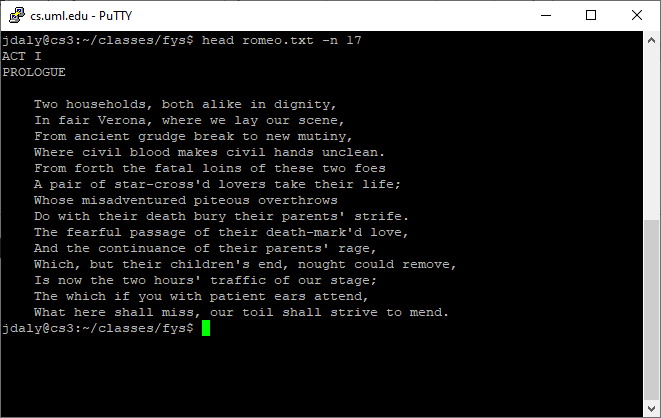 cs.uml.edu - PuTTY
jdaly@cs3:~/classes/fys$ head romeo.txt -n 17
ACT I
PROLOGUE

    Two households, both alike in dignity,
    In fair Verona, where we lay our scene,
    From ancient grudge break to new mutiny,
    Where civil blood makes civil hands unclean.
    From forth the fatal loins of these two foes
    A pair of star-cross'd lovers take their life;
    Whose misadventured piteous overthrows
    Do with their death bury their parents' strife.
    The fearful passage of their death-mark'd love,
    And the continuance of their parents' rage,
    Which, but their children's end, nought could remove,
    Is now the two hours' traffic of our stage;
    The which if you with patient ears attend,
    What here shall miss, our toil shall strive to mend.
jdaly@cs3:~/classes/fys$